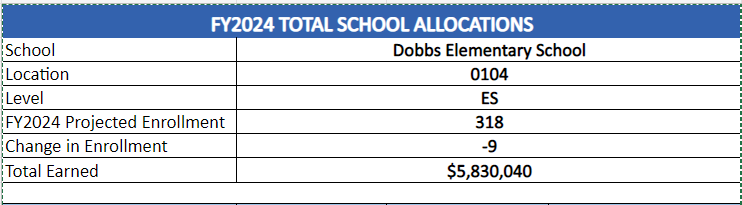 FY2024 TOTAL SCHOOL ALLOCATIONS
School Dobbs Elementary School
Location 0104
Level ES
FY2024 Projected Enrollment 318
Change in Enrollment -9
Total Earned $5,830,040